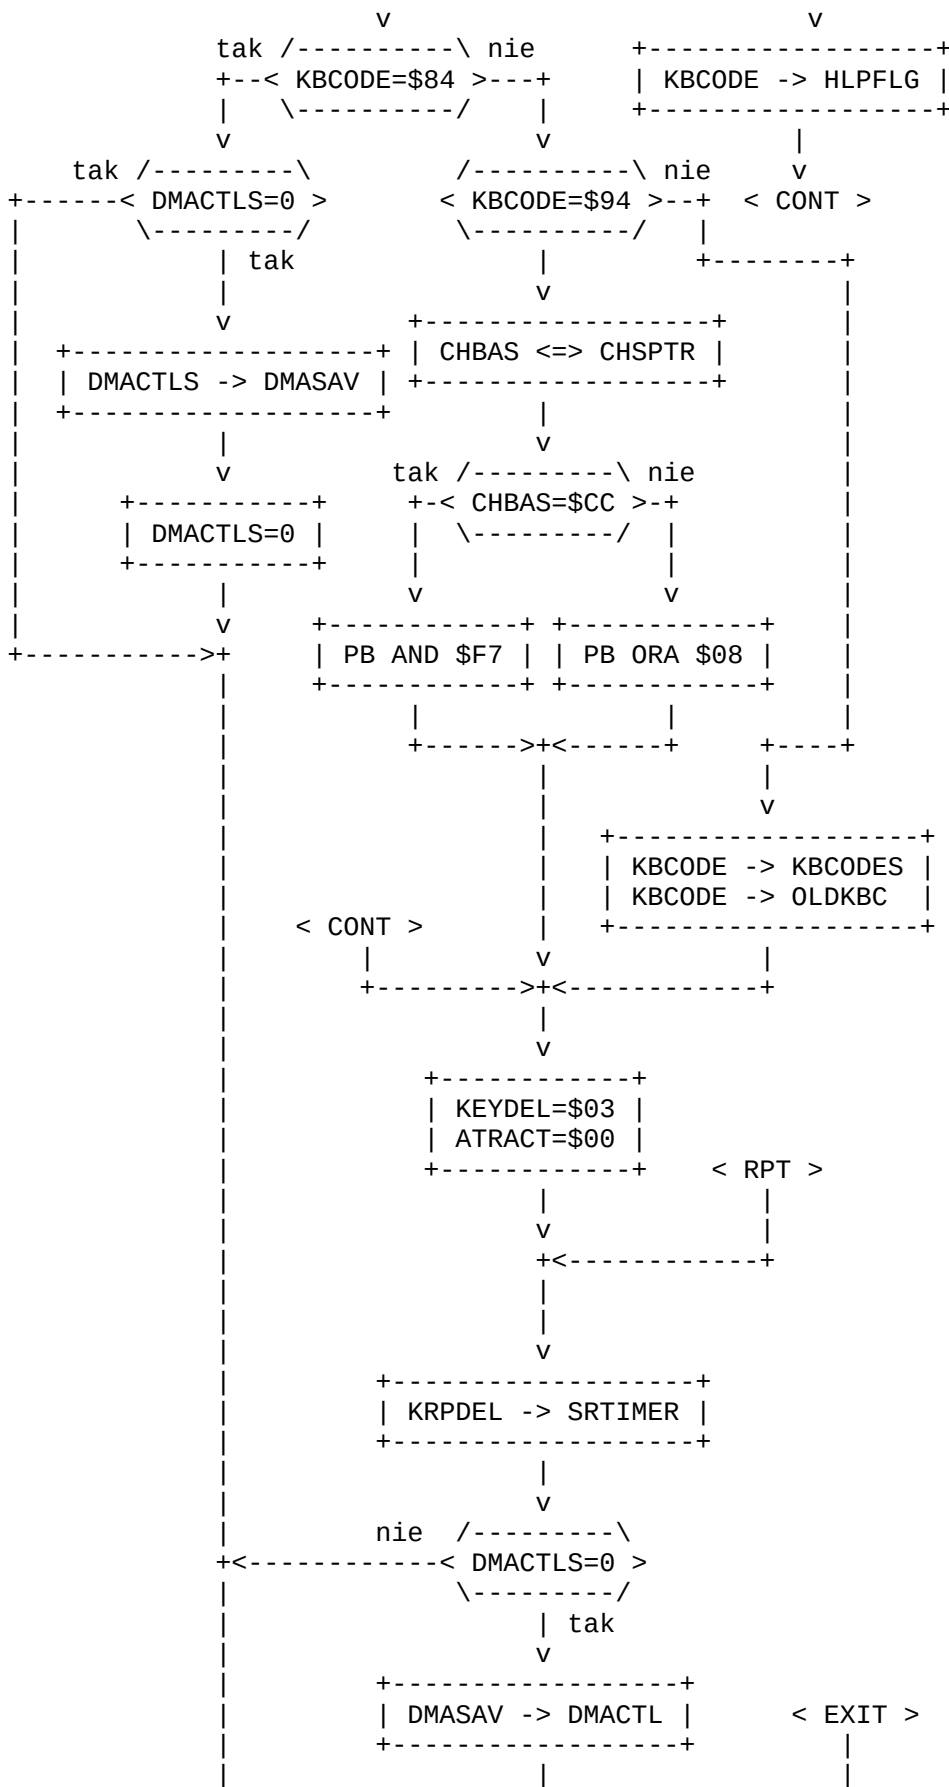 tak nie
KBCODE=$84 KBCODE -> HLPFLG
tak nie
DMACTLS=0 KBCODE=$94 < CONT >
tak
CHBAS <=> CHSPTR
DMACTLS -> DMASAV
tak nie
CHBAS=$CC
DMACTLS=0
PB AND $F7 PB ORA $08
KBCODE -> KBCODES
KBCODE -> OLDKBC
< CONT >
KEYDEL=$03
ATRACT=$00
< RPT >
KRPDEL -> SRTIMER
nie
DMACTLS=0
tak
DMASAV -> DMACTL < EXIT >